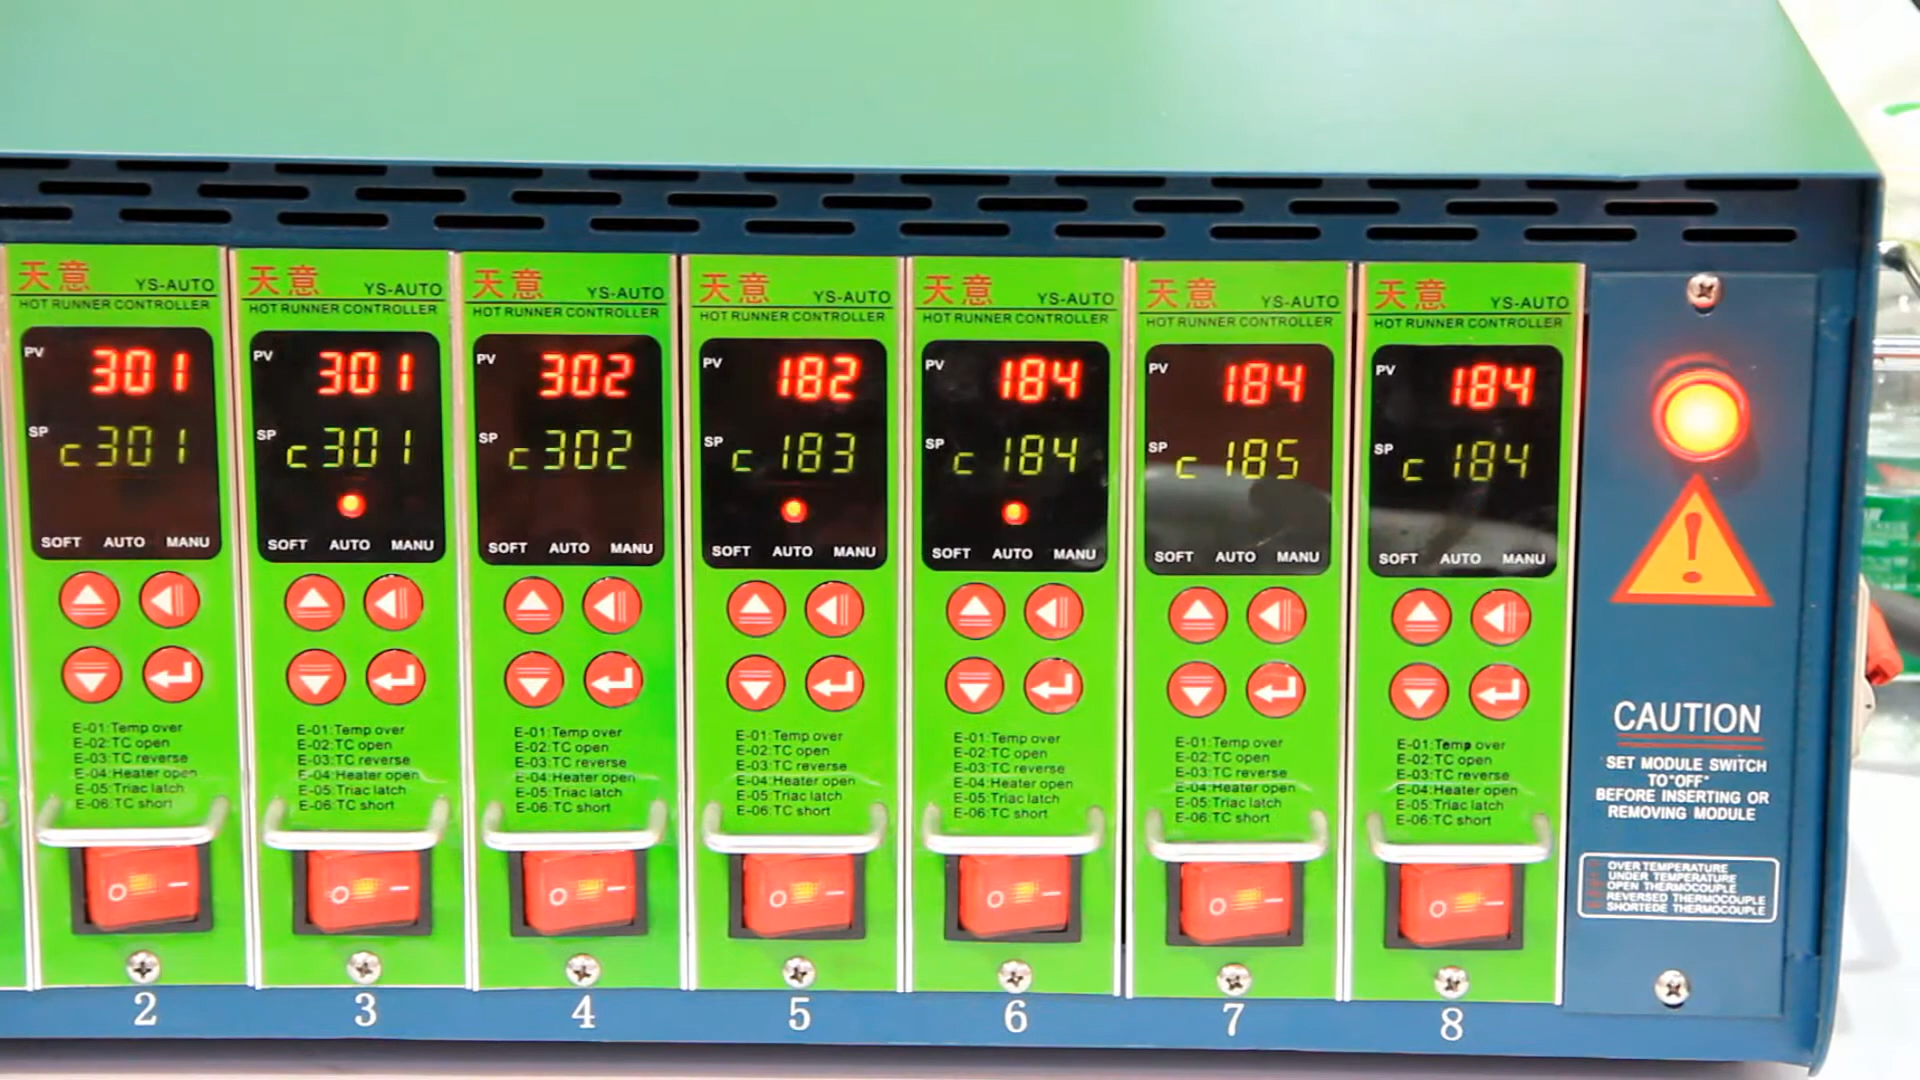 天意 YS-AUTO
HOT RUNNER CONTROLLER
PV 301
SP c301
SOFT AUTO MANU
E-01:Temp over
E-02:TC open
E-03:TC reverse
E-04:Heater open
E-05:Triac latch
E-06:TC short
2
天意 YS-AUTO
HOT RUNNER CONTROLLER
PV 301
SP c301
SOFT AUTO MANU
E-01:Temp over
E-02:TC open
E-03:TC reverse
E-04:Heater open
E-05:Triac latch
E-06:TC short
3
天意 YS-AUTO
HOT RUNNER CONTROLLER
PV 302
SP c302
SOFT AUTO MANU
E-01:Temp over
E-02:TC open
E-03:TC reverse
E-04:Heater open
E-05:Triac latch
E-06:TC short
4
天意 YS-AUTO
HOT RUNNER CONTROLLER
PV 182
SP c 183
SOFT AUTO MANU
E-01:Temp over
E-02:TC open
E-03:TC reverse
E-04:Heater open
E-05:Triac latch
E-06:TC short
5
天意 YS-AUTO
HOT RUNNER CONTROLLER
PV 184
SP c 184
SOFT AUTO MANU
E-01:Temp over
E-02:TC open
E-03:TC reverse
E-04:Heater open
E-05:Triac latch
E-06:TC short
6
天意 YS-AUTO
HOT RUNNER CONTROLLER
PV 184
SP c 185
SOFT AUTO MANU
E-01:Temp over
E-02:TC open
E-03:TC reverse
E-04:Heater open
E-05:Triac latch
E-06:TC short
7
天意 YS-AUTO
HOT RUNNER CONTROLLER
PV 184
SP c 184
SOFT AUTO MANU
E-01:Temp over
E-02:TC open
E-03:TC reverse
E-04:Heater open
E-05:Triac latch
E-06:TC short
8
CAUTION
SET MODULE SWITCH
TO"OFF"
BEFORE INSERTING OR
REMOVING MODULE
OVER TEMPERATURE
UNDER TEMPERATURE
OPEN THERMOCOUPLE
REVERSED THERMOCOUPLE
SHORTEDE THERMOCOUPLE